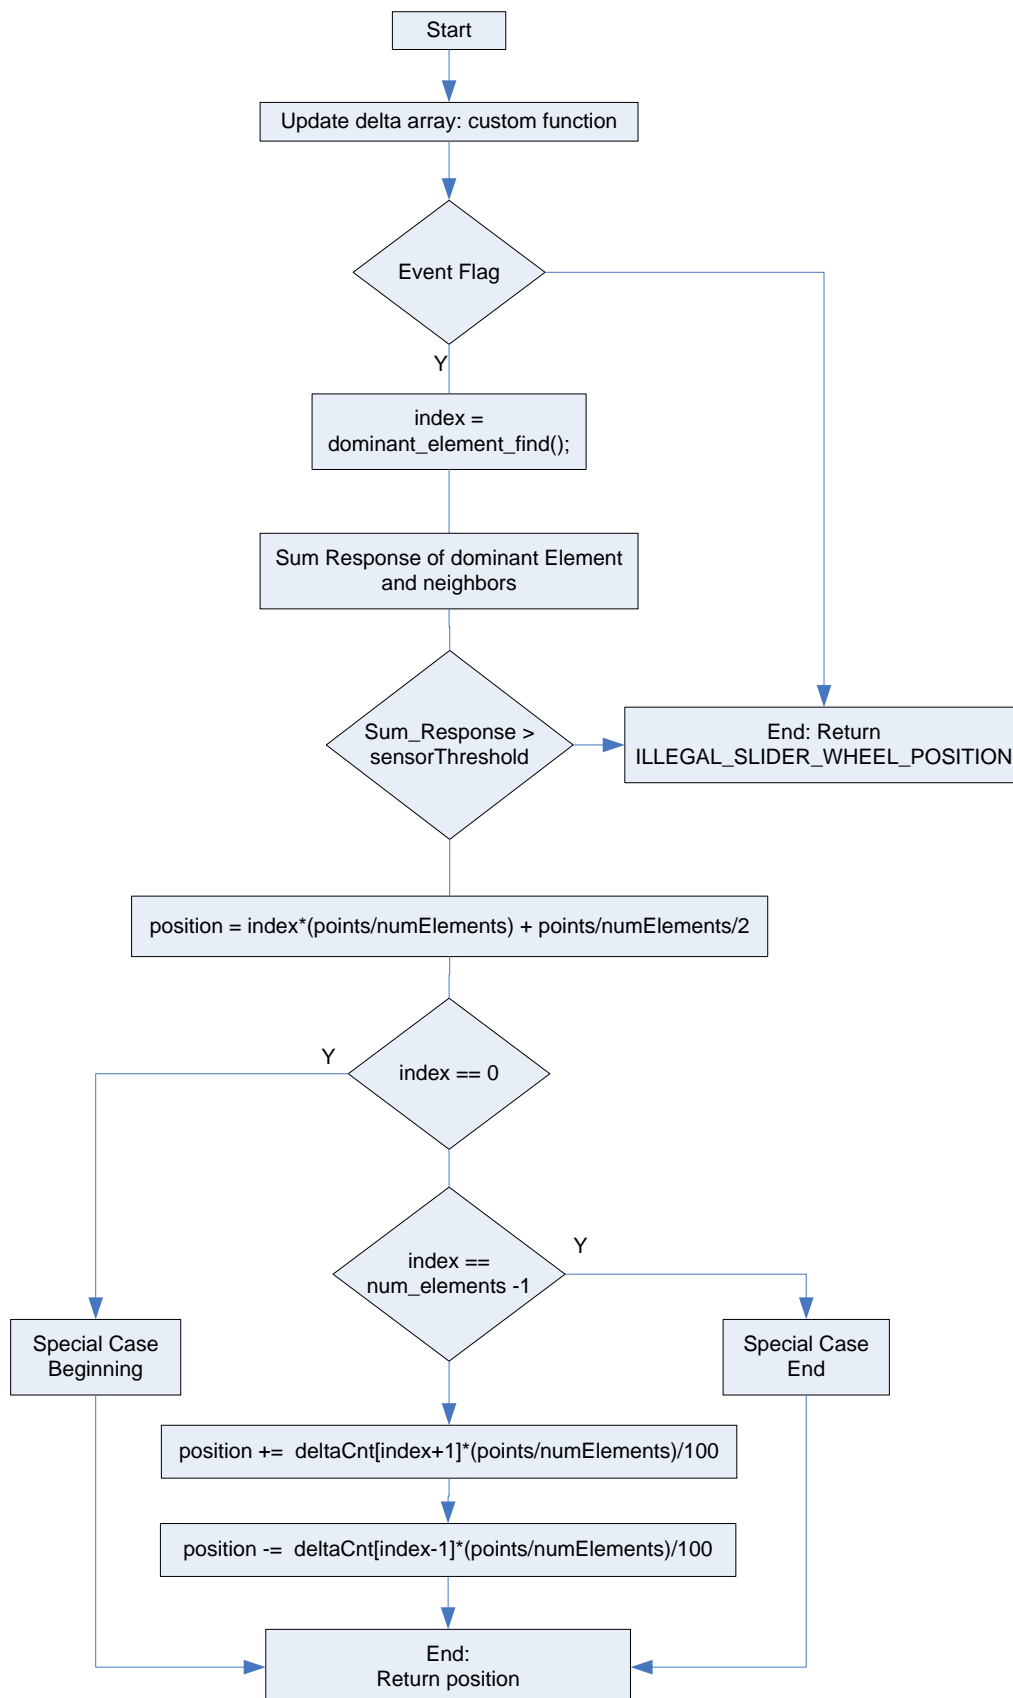 Start
Update delta array: custom function
Event Flag
Y
index =
dominant_element_find();
Sum Response of dominant Element
and neighbors
Sum_Response >
sensorThreshold
End: Return
ILLEGAL_SLIDER_WHEEL_POSITION
position = index*(points/numElements) + points/numElements/2
Y
index == 0
index ==
num_elements -1
Y
Special Case
Beginning
Special Case
End
position += deltaCnt[index+1]*(points/numElements)/100
position -= deltaCnt[index-1]*(points/numElements)/100
End:
Return position